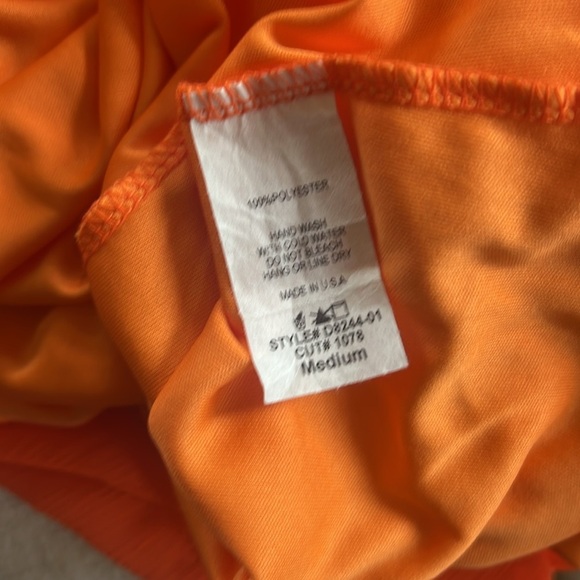 100%POLYESTER
HAND WASH
WITH COLD WATER
DO NOT BLEACH
HANG OR LINE DRY
MADE IN U.S.A
STYLE# D8244-01
CUT# 1078
Medium